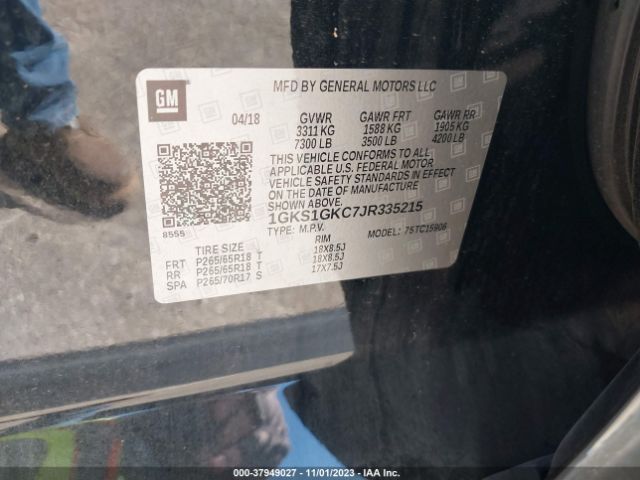 GM
MFD BY GENERAL MOTORS LLC
04/18 GVWR GAWR FRT GAWR RR
3311 KG 1588 KG 1905 KG
7300 LB 3500 LB 4200 LB
THIS VEHICLE CONFORMS TO ALL
APPLICABLE U.S. FEDERAL MOTOR
VEHICLE SAFETY STANDARDS IN EFFECT
ON THE DATE OF MANUFACTURE
SHOWN ABOVE.
1GKS1GKC7JR335215
8555 TYPE: M.P.V. MODEL: 75TC15906
TIRE SIZE RIM
FRT P265/65R18 T 18X8.5J
RR P265/65R18 T 18X8.5J
SPA P265/70R17 S 17X7.5J
000-37949027 - 11/01/2023 - IAA Inc.